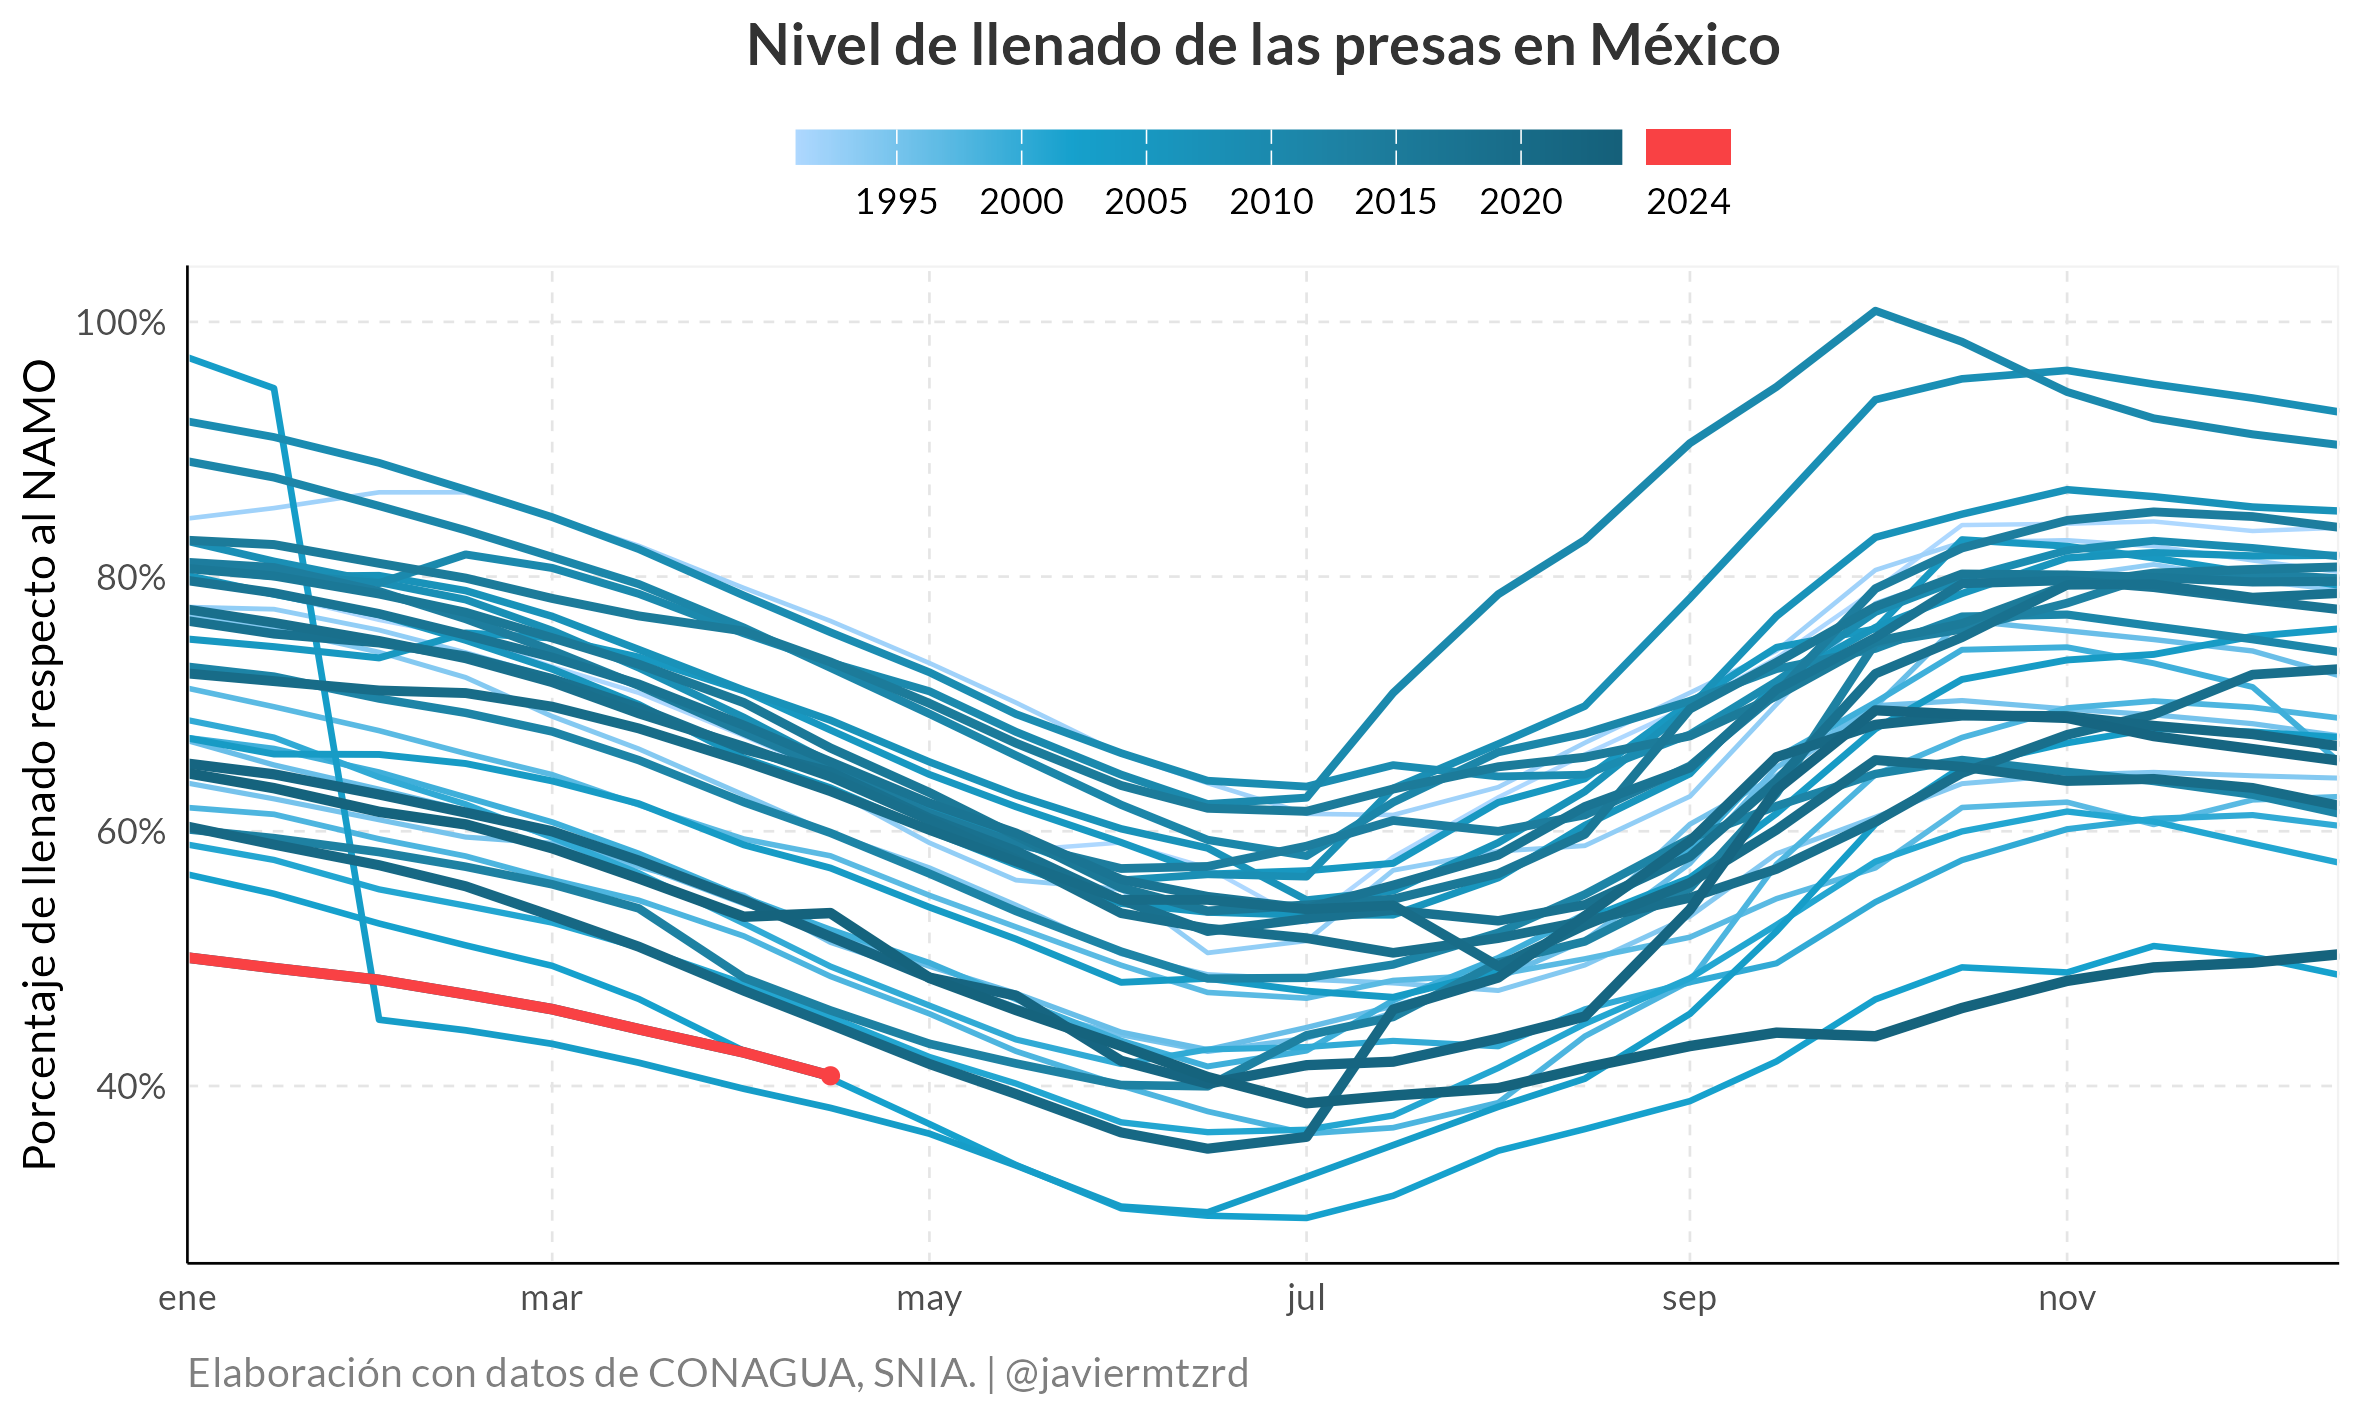 Nivel de llenado de las presas en México
1995 2000 2005 2010 2015 2020 2024
Porcentaje de llenado respecto al NAMO
100%
80%
60%
40%
ene mar may jul sep nov
Elaboración con datos de CONAGUA, SNIA. | @javiermtzrd